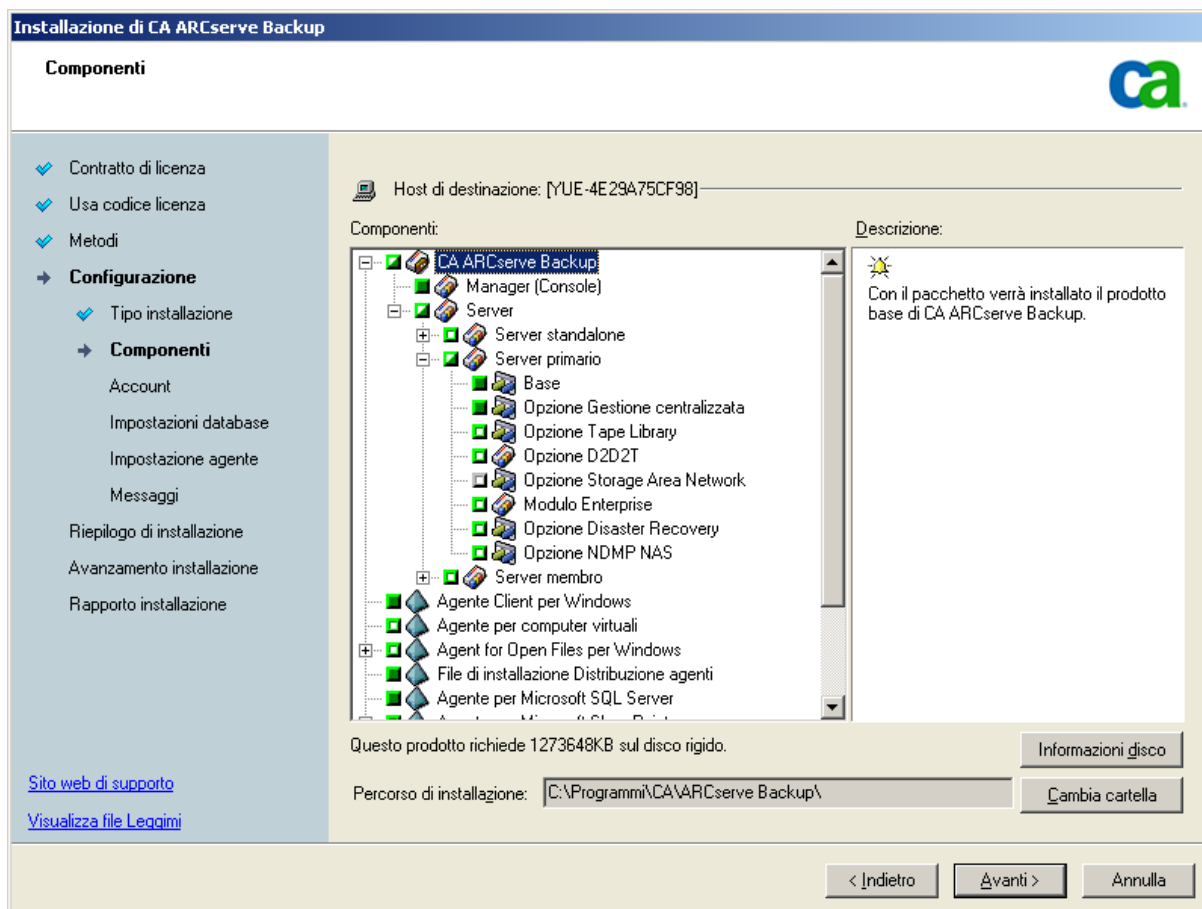 Installazione di CA ARCserve Backup
Componenti
ca
Contratto di licenza
Usa codice licenza
Metodi
Configurazione
Tipo installazione
Componenti
Account
Impostazioni database
Impostazione agente
Messaggi
Riepilogo di installazione
Avanzamento installazione
Rapporto installazione
Sito web di supporto
Visualizza file Leggimi
Host di destinazione: [YUE-4E29A75CF98]
Componenti:
CA ARCserve Backup
Manager (Console)
Server
Server standalone
Server primario
Base
Opzione Gestione centralizzata
Opzione Tape Library
Opzione D2D2T
Opzione Storage Area Network
Modulo Enterprise
Opzione Disaster Recovery
Opzione NDMP NAS
Server membro
Agente Client per Windows
Agente per computer virtuali
Agent for Open Files per Windows
File di installazione Distribuzione agenti
Agente per Microsoft SQL Server
Descrizione:
Con il pacchetto verrà installato il prodotto
base di CA ARCserve Backup.
Questo prodotto richiede 1273648KB sul disco rigido.
Informazioni disco
Percorso di installazione: C:\Programmi\CA\ARCserve Backup\
Cambia cartella
< Indietro
Avanti >
Annulla